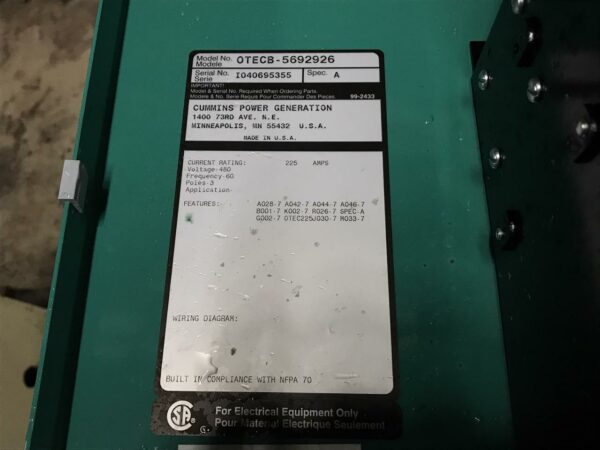 Model No. OTECB-5692926
Modele
Serial No. I040695355 Spec. A
Serie
IMPORTANT!
Model & Serial No. Required When Ordering Parts.
Modele & No. Serie Requis Pour Commander Des Pieces. 99-2433
CUMMINS POWER GENERATION
1400 73RD AVE. N.E.
MINNEAPOLIS, MN 55432 U.S.A.
MADE IN U.S.A.
CURRENT RATING: 225 AMPS
Voltage-480
Frequency-60
Poles-3
Application-
FEATURES: A028-7 A042-7 A044-7 A046-7
B001-7 K002-7 R026-7 SPEC-A
G002-7 OTEC225J030-7 M033-7
WIRING DIAGRAM:
BUILT IN COMPLIANCE WITH NFPA 70
For Electrical Equipment Only
Pour Material Electrique Seulement
SA
G-